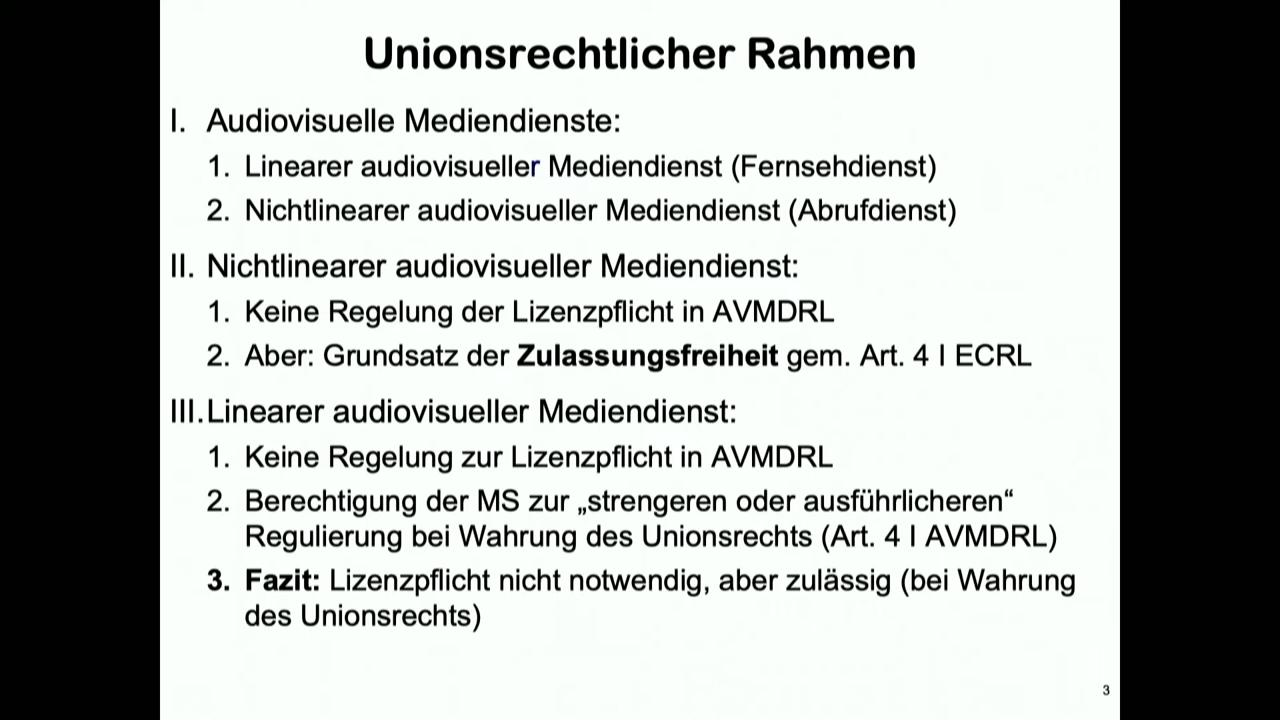 Unionsrechtlicher Rahmen
I. Audiovisuelle Mediendienste:
1. Linearer audiovisueller Mediendienst (Fernsehdienst)
2. Nichtlinearer audiovisueller Mediendienst (Abrufdienst)
II. Nichtlinearer audiovisueller Mediendienst:
1. Keine Regelung der Lizenzpflicht in AVMDRL
2. Aber: Grundsatz der Zulassungsfreiheit gem. Art. 4 I ECRL
III. Linearer audiovisueller Mediendienst:
1. Keine Regelung zur Lizenzpflicht in AVMDRL
2. Berechtigung der MS zur „strengeren oder ausführlicheren“
Regulierung bei Wahrung des Unionsrechts (Art. 4 I AVMDRL)
3. Fazit: Lizenzpflicht nicht notwendig, aber zulässig (bei Wahrung
des Unionsrechts)
3